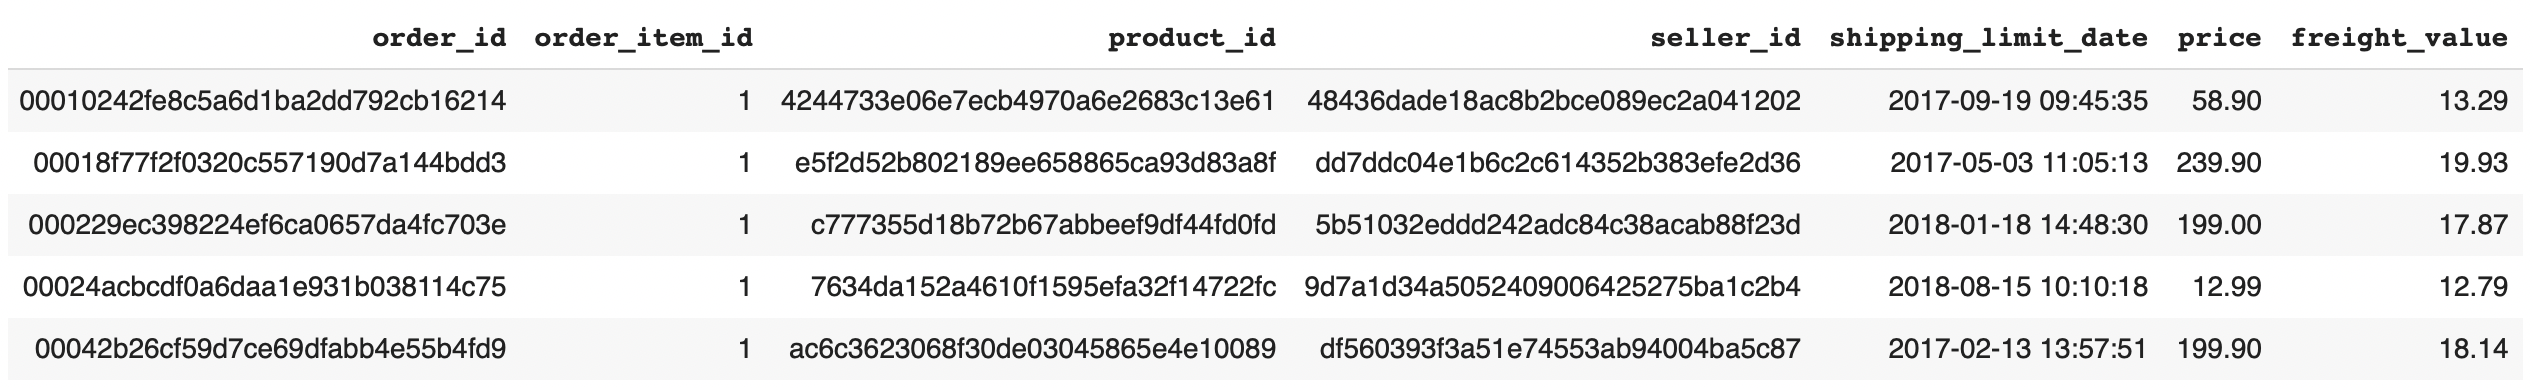 order_id order_item_id product_id seller_id shipping_limit_date price freight_value
00010242fe8c5a6d1ba2dd792cb16214 1 4244733e06e7ecb4970a6e2683c13e61 48436dade18ac8b2bce089ec2a041202 2017-09-19 09:45:35 58.90 13.29
00018f77f2f0320c557190d7a144bdd3 1 e5f2d52b802189ee658865ca93d83a8f dd7ddc04e1b6c2c614352b383efe2d36 2017-05-03 11:05:13 239.90 19.93
000229ec398224ef6ca0657da4fc703e 1 c777355d18b72b67abbeef9df44fd0fd 5b51032eddd242adc84c38acab88f23d 2018-01-18 14:48:30 199.00 17.87
00024acbcdf0a6daa1e931b038114c75 1 7634da152a4610f1595efa32f14722fc 9d7a1d34a5052409006425275ba1c2b4 2018-08-15 10:10:18 12.99 12.79
00042b26cf59d7ce69dfabb4e55b4fd9 1 ac6c3623068f30de03045865e4e10089 df560393f3a51e74553ab94004ba5c87 2017-02-13 13:57:51 199.90 18.14